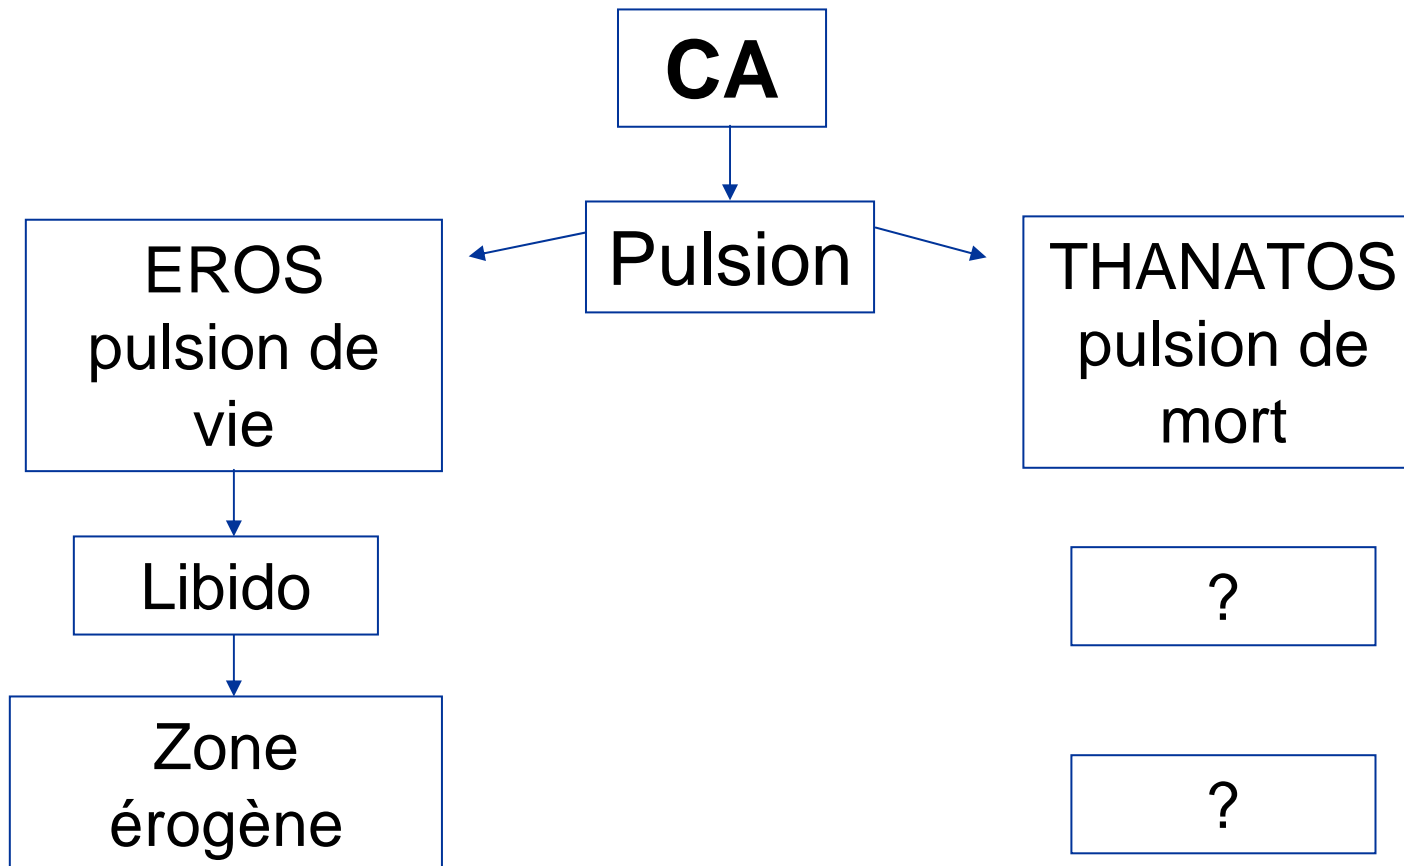 CA
Pulsion
EROS
pulsion de
vie
THANATOS
pulsion de
mort
Libido
?
Zone
érogène
?